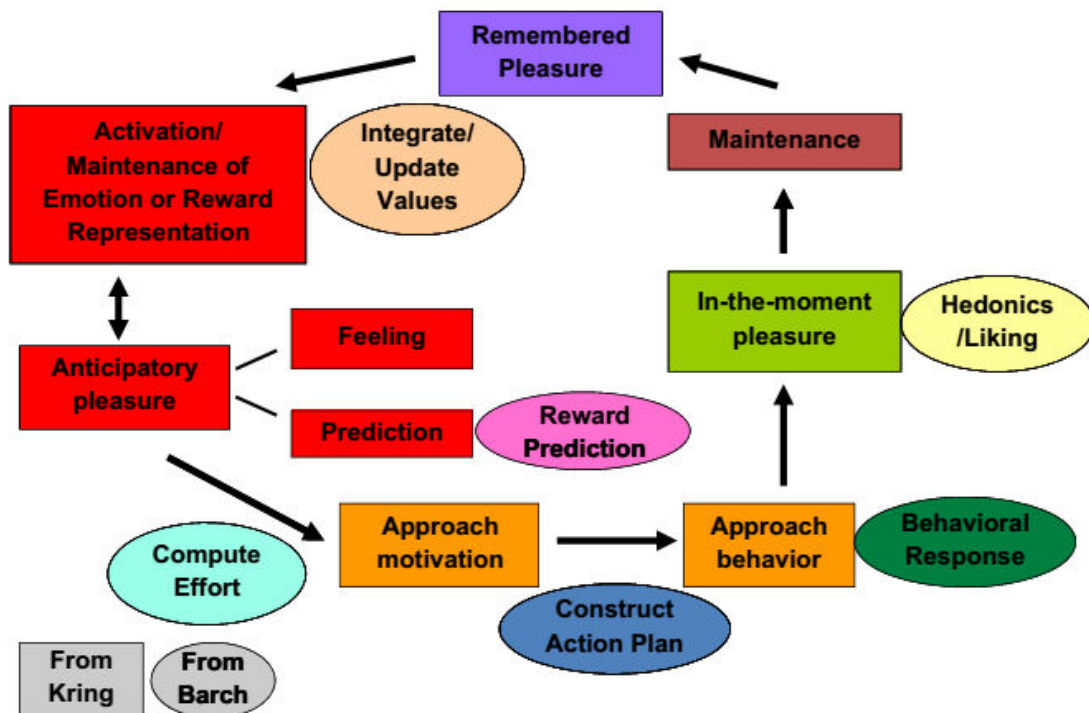 Remembered
Pleasure
Activation/
Maintenance of
Emotion or Reward
Representation
Integrate/
Update
Values
Maintenance
In-the-moment
pleasure
Hedonics
/Liking
Feeling
Anticipatory
pleasure
Prediction
Reward
Prediction
Approach
motivation
Approach
behavior
Behavioral
Response
Compute
Effort
Construct
Action Plan
From
Kring
From
Barch